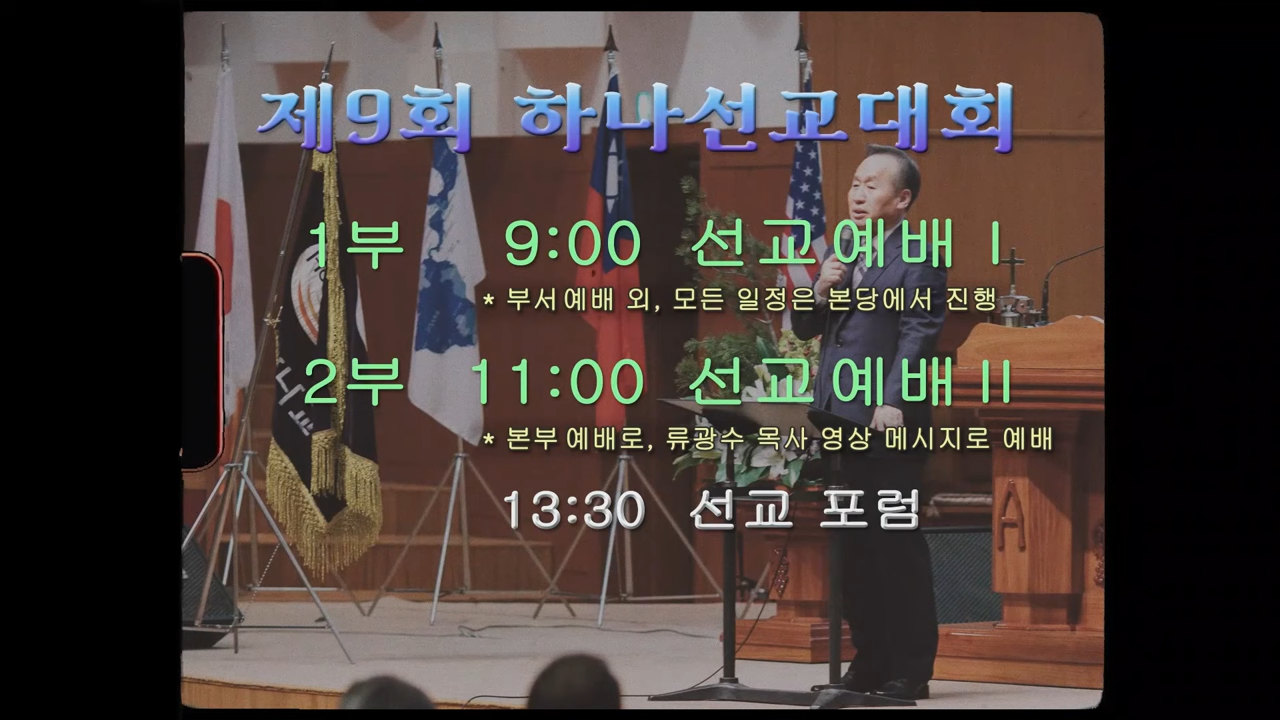 제9회 하나선교대회
1부 9:00 선교예배 I
* 부서예배 외, 모든 일정은 본당에서 진행
2부 11:00 선교예배 II
* 본부 예배로, 류광수 목사 영상 메시지로 예배
13:30 선교 포럼
나교